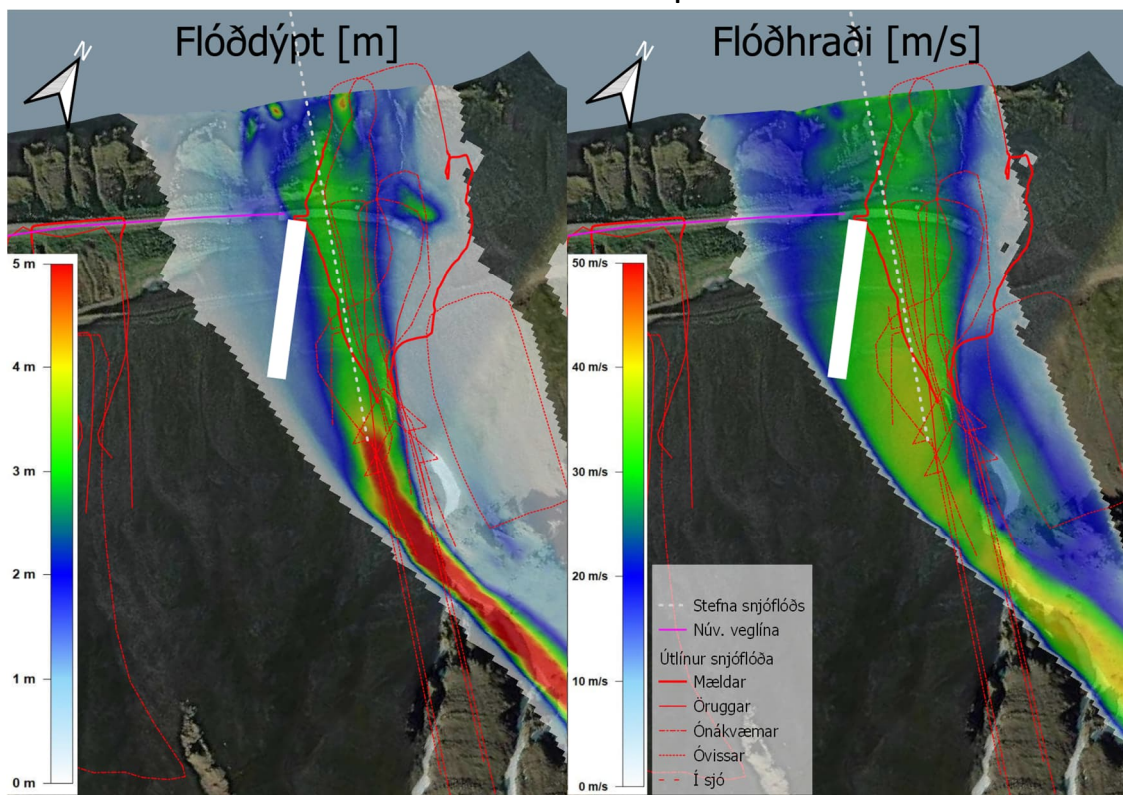 Flóðdýpt [m]
N
5 m
4 m
3 m
2 m
1 m
0 m
Flóðhraði [m/s]
N
50 m/s
40 m/s
30 m/s
20 m/s
10 m/s
0 m/s
Stefna snjóflóðs
Núv. veglína
Útlínur snjóflóða
Mældar
Öruggar
Ónákvæmar
Óvissar
Í sjó